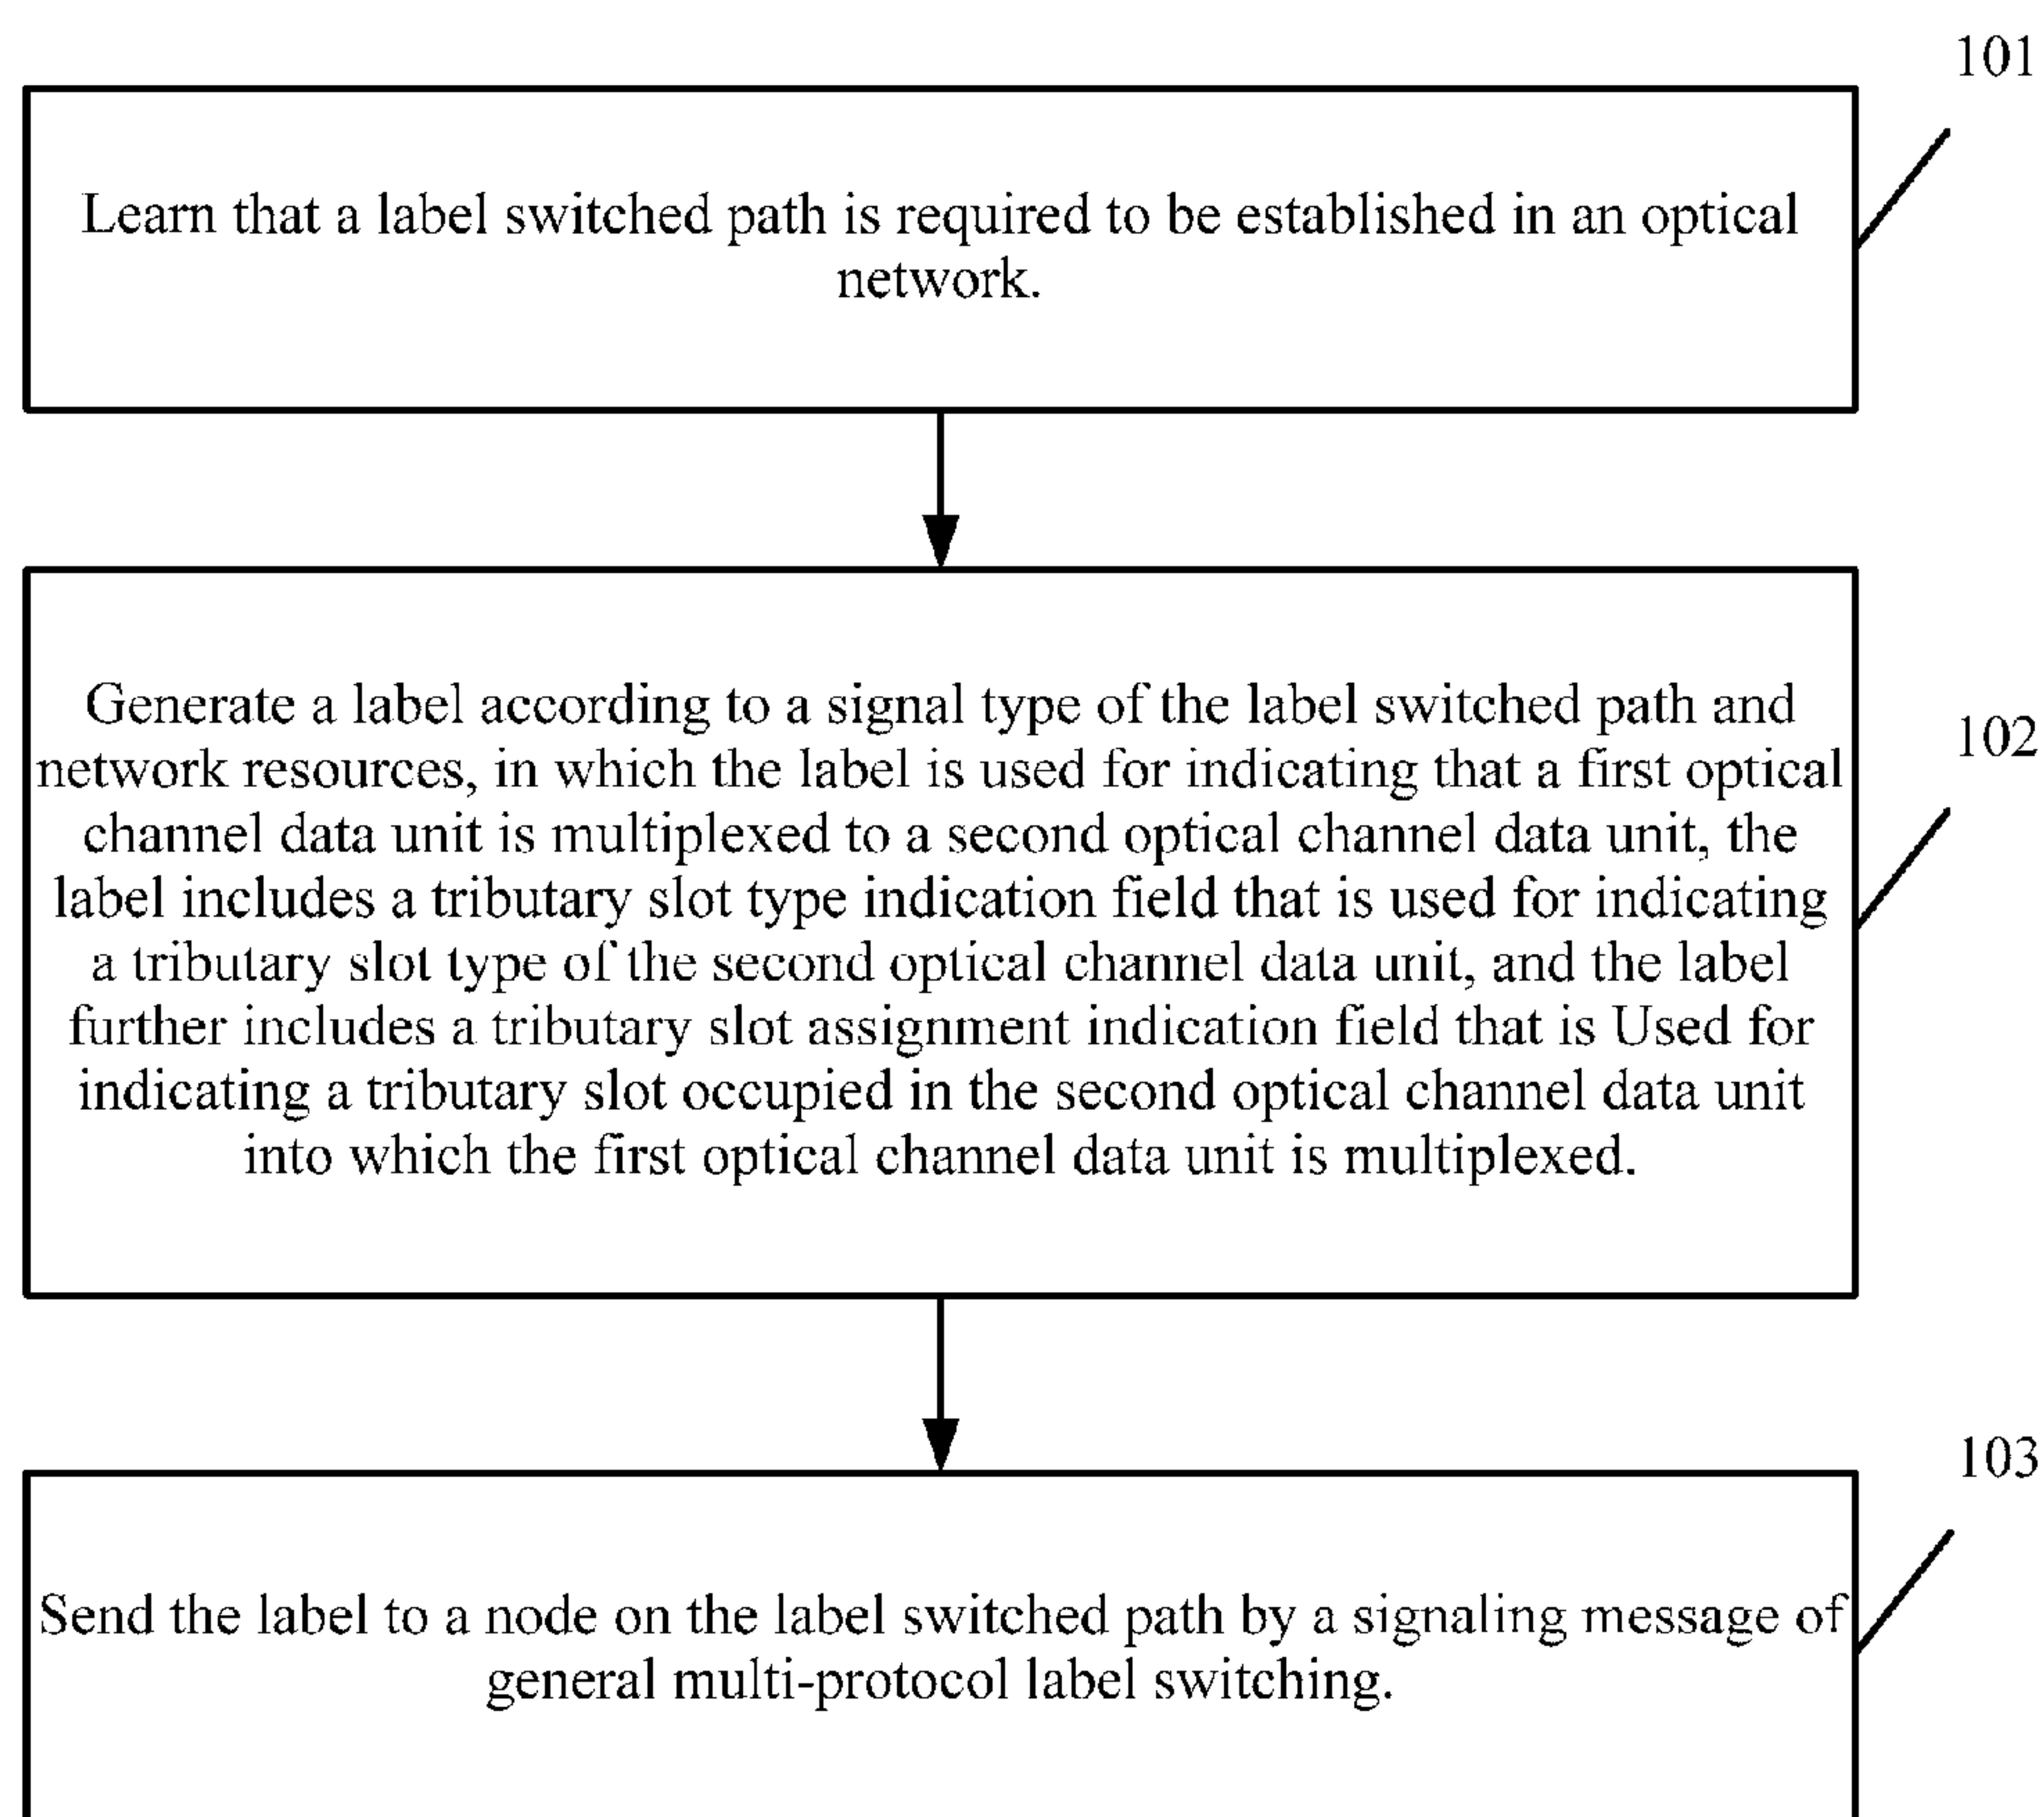 101
Learn that a label switched path is required to be established in an optical
network.
Generate a label according to a signal type of the label switched path and
network resources, in which the label is used for indicating that a first optical
channel data unit is multiplexed to a second optical channel data unit, the
label includes a tributary slot type indication field that is used for indicating
a tributary slot type of the second optical channel data unit, and the label
further includes a tributary slot assignment indication field that is Used for
indicating a tributary slot occupied in the second optical channel data unit
into which the first optical channel data unit is multiplexed.
102
103
Send the label to a node on the label switched path by a signaling message of
general multi-protocol label switching.